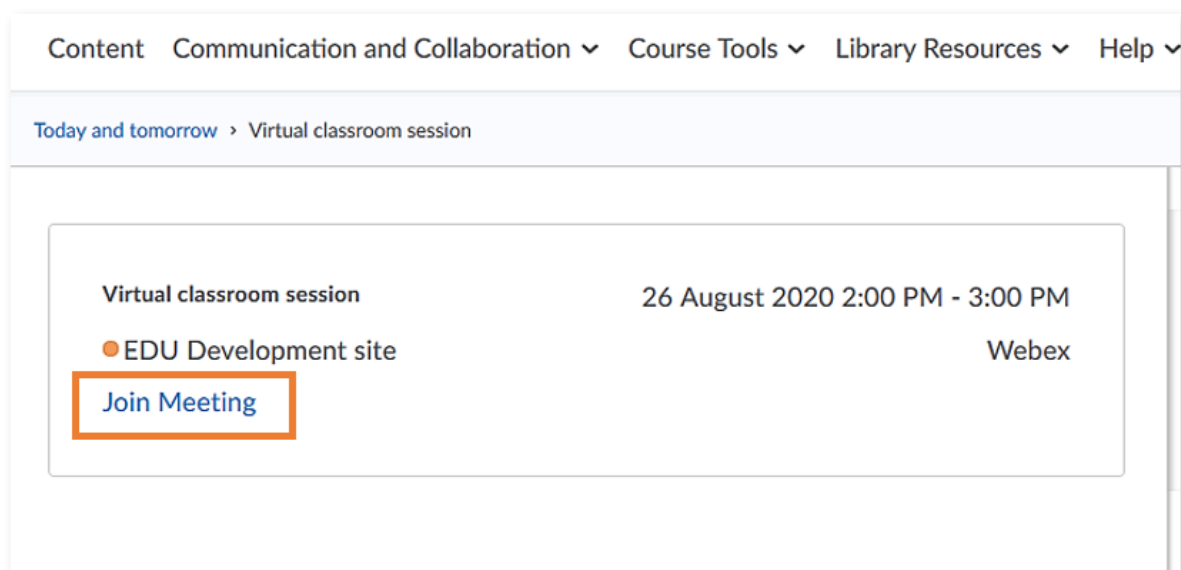 Content Communication and Collaboration Course Tools Library Resources Help
Today and tomorrow › Virtual classroom session
Virtual classroom session 26 August 2020 2:00 PM - 3:00 PM
EDU Development site Webex
Join Meeting